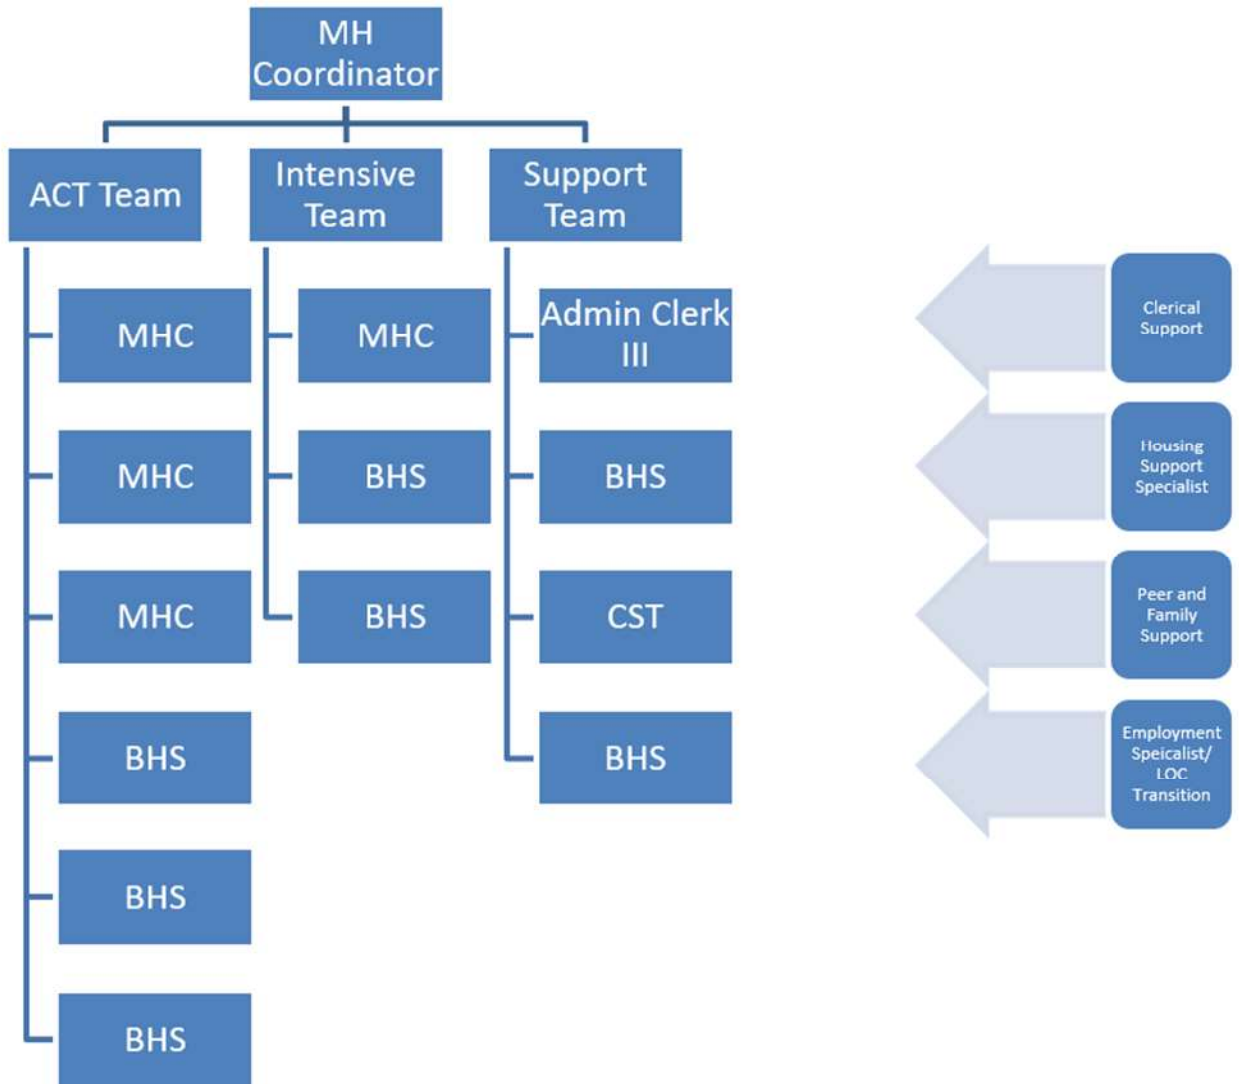 MH
Coordinator
ACT Team
Intensive
Team
Support
Team
MHC
MHC
MHC
BHS
BHS
BHS
MHC
BHS
BHS
Admin Clerk
III
BHS
CST
BHS
Clerical
Support
Housing
Support
Specialist
Peer and
Family
Support
Employment
Speicalist/
LOC
Transition